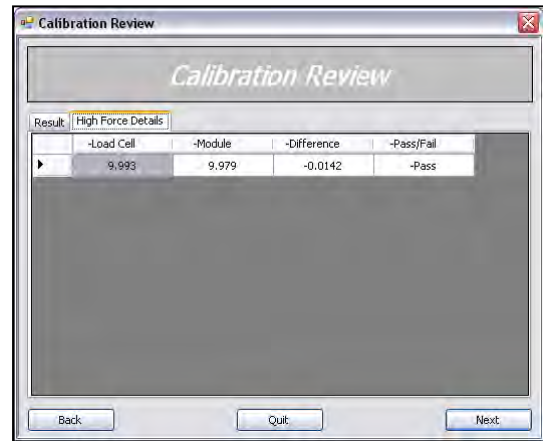 Calibration Review
Calibration Review
Result High Force Details
-Load Cell -Module -Difference -Pass/Fail
9.993 9.979 -0.0142 -Pass
Back Quit Next